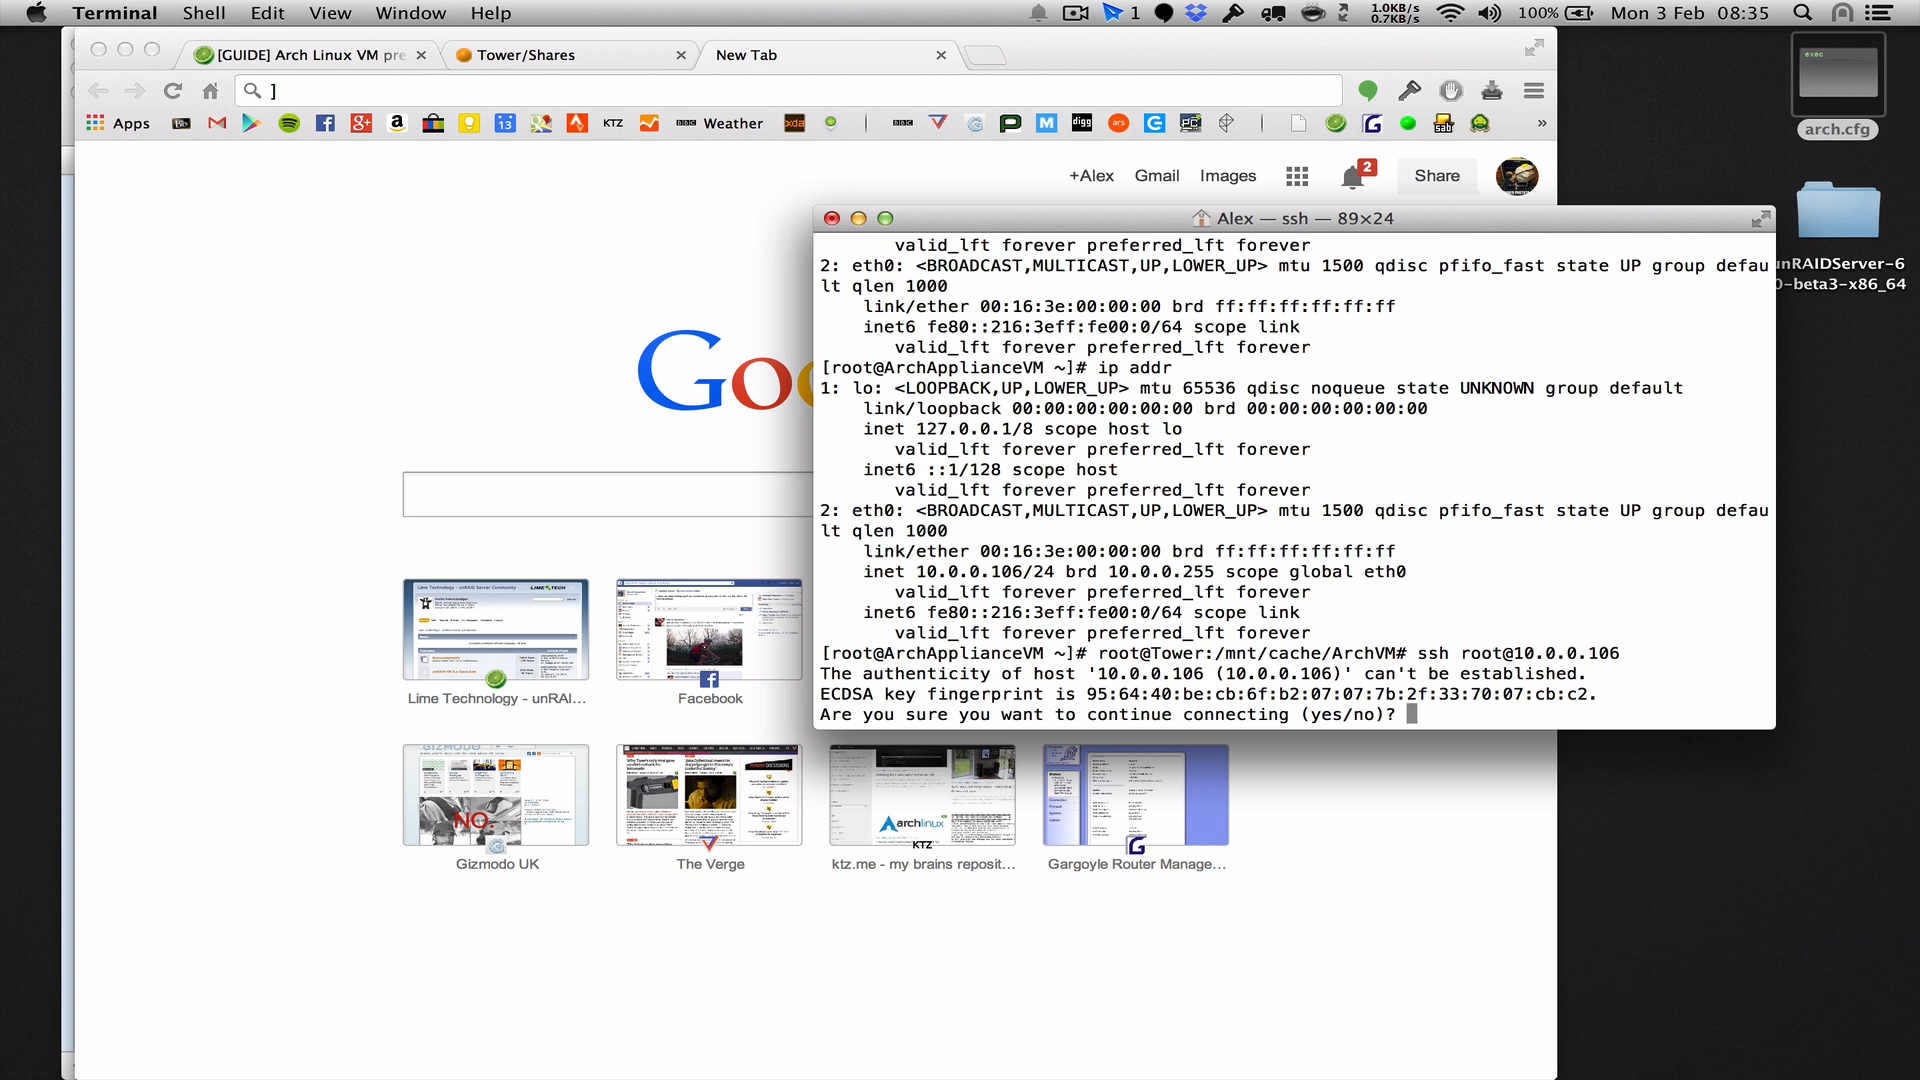 Terminal Shell Edit View Window Help
1 1.0KB/s 0.7KB/s 100% Mon 3 Feb 08:35
[GUIDE] Arch Linux VM pre
Tower/Shares
New Tab
]
Apps
KTZ
BBC Weather
+Alex Gmail Images 2 Share
exec
arch.cfg
unRAIDServer-6
0-beta3-x86_64
Goo
Alex — ssh — 89×24
valid_lft forever preferred_lft forever
2: eth0: <BROADCAST,MULTICAST,UP,LOWER_UP> mtu 1500 qdisc pfifo_fast state UP group defau
lt qlen 1000
link/ether 00:16:3e:00:00:00 brd ff:ff:ff:ff:ff:ff
inet6 fe80::216:3eff:fe00:0/64 scope link
valid_lft forever preferred_lft forever
[root@ArchApplianceVM ~]# ip addr
1: lo: <LOOPBACK,UP,LOWER_UP> mtu 65536 qdisc noqueue state UNKNOWN group default
link/loopback 00:00:00:00:00:00 brd 00:00:00:00:00:00
inet 127.0.0.1/8 scope host lo
valid_lft forever preferred_lft forever
inet6 ::1/128 scope host
valid_lft forever preferred_lft forever
2: eth0: <BROADCAST,MULTICAST,UP,LOWER_UP> mtu 1500 qdisc pfifo_fast state UP group defau
lt qlen 1000
link/ether 00:16:3e:00:00:00 brd ff:ff:ff:ff:ff:ff
inet 10.0.0.106/24 brd 10.0.0.255 scope global eth0
valid_lft forever preferred_lft forever
inet6 fe80::216:3eff:fe00:0/64 scope link
valid_lft forever preferred_lft forever
[root@ArchApplianceVM ~]# root@Tower:/mnt/cache/ArchVM# ssh root@10.0.0.106
The authenticity of host '10.0.0.106 (10.0.0.106)' can't be established.
ECDSA key fingerprint is 95:64:40:be:cb:6f:b2:07:07:7b:2f:33:70:07:cb:c2.
Are you sure you want to continue connecting (yes/no)?
Lime Technology - unRAI...
Facebook
GIZMODO
NO.
archlinux
KTZ
Gizmodo UK
The Verge
ktz.me - my brains reposit...
Gargoyle Router Manage...